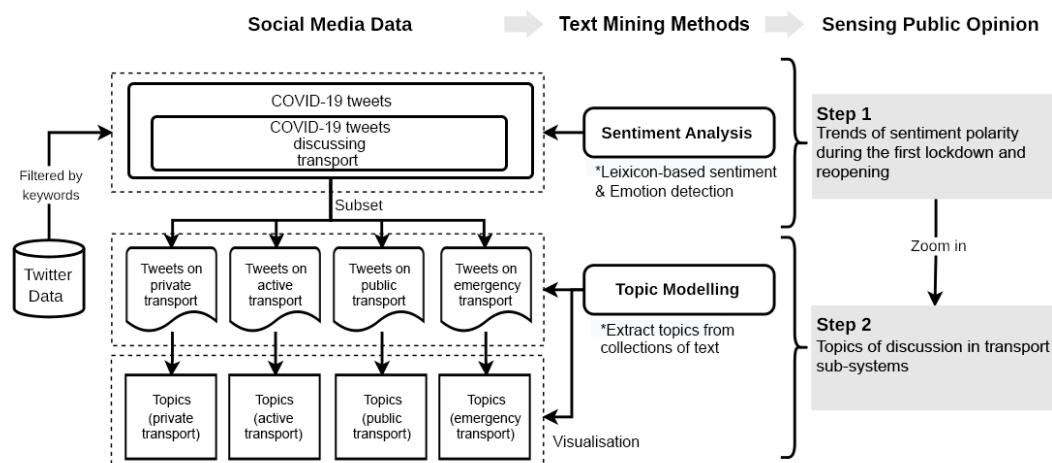 Social Media Data
Text Mining Methods
Sensing Public Opinion
COVID-19 tweets
COVID-19 tweets
discussing
transport
Filtered by
keywords
Twitter
Data
Subset
Sentiment Analysis
*Leixicon-based sentiment
& Emotion detection
Step 1
Trends of sentiment polarity
during the first lockdown and
reopening
Zoom in
Tweets on
private
transport
Tweets on
active
transport
Tweets on
public
transport
Tweets on
emergency
transport
Topic Modelling
*Extract topics from
collections of text
Step 2
Topics of discussion in transport
sub-systems
Topics
(private
transport)
Topics
(active
transport)
Topics
(public
transport)
Topics
(emergency
transport)
Visualisation